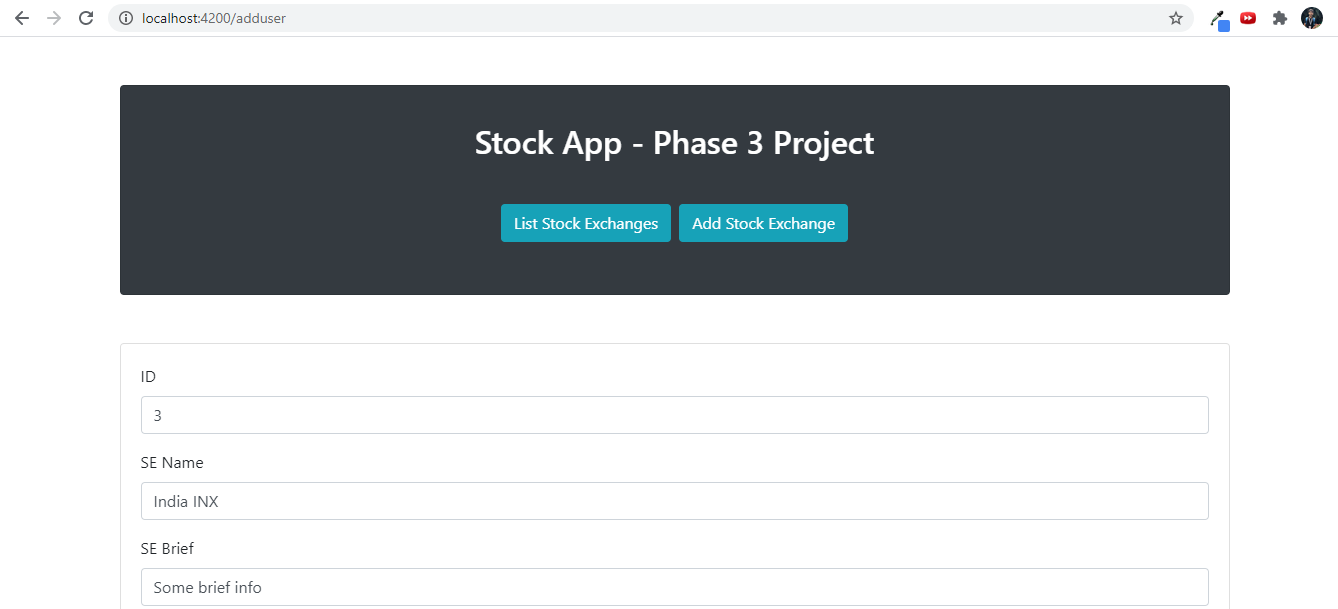 localhost:4200/adduser
Stock App - Phase 3 Project
List Stock Exchanges Add Stock Exchange
ID
3
SE Name
India INX
SE Brief
Some brief info